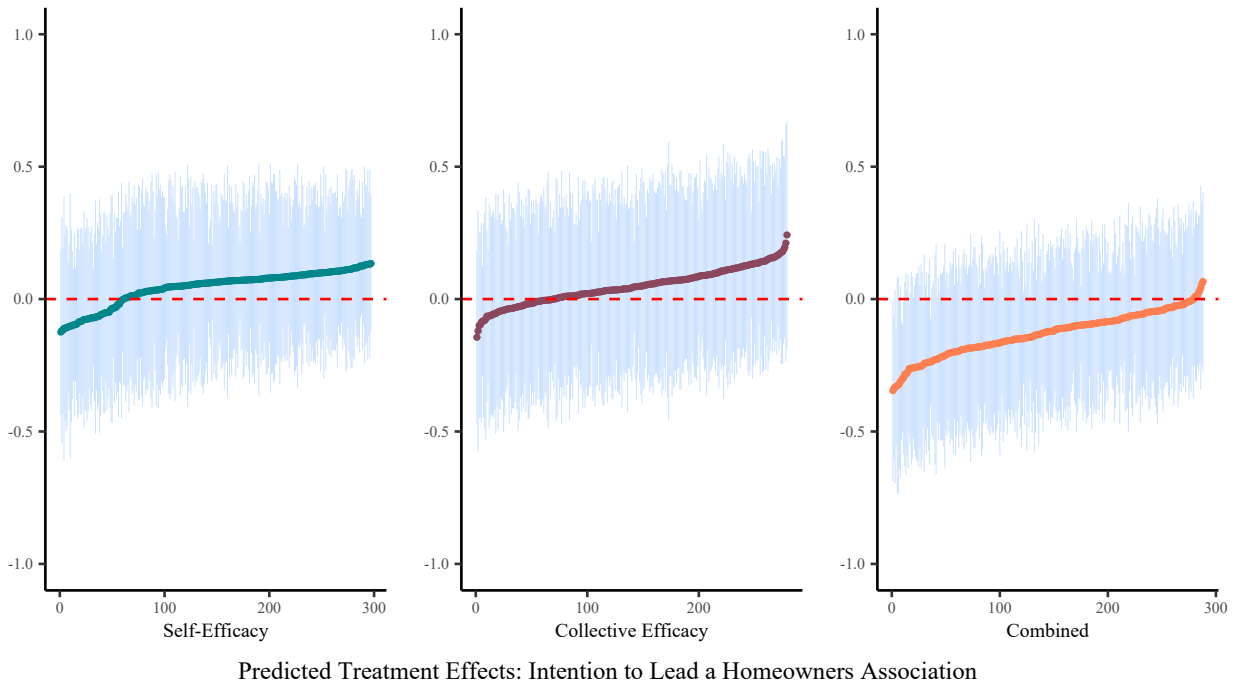 1.0
0.5
0.0
-0.5
-1.0
0 100 200 300
Self-Efficacy
1.0
0.5
0.0
-0.5
-1.0
0 100 200
Collective Efficacy
1.0
0.5
0.0
-0.5
-1.0
0 100 200 300
Combined
Predicted Treatment Effects: Intention to Lead a Homeowners Association